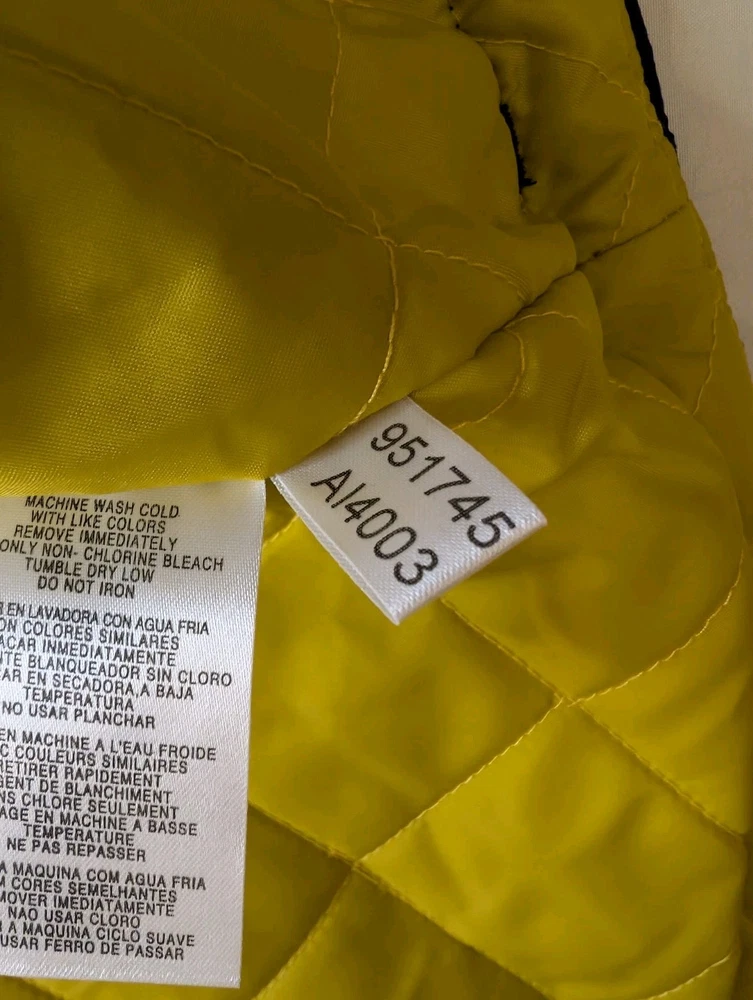 951745
AI4003
MACHINE WASH COLD
WITH LIKE COLORS
REMOVE IMMEDIATELY
ONLY NON- CHLORINE BLEACH
TUMBLE DRY LOW
DO NOT IRON
EN LAVADORA CON AGUA FRIA
COLORES SIMILARES
INMEDIATAMENTE
BLANQUEADOR SIN CLORO
EN SECADORA,A BAJA
TEMPERATURA
NO USAR PLANCHAR
EN MACHINE A L'EAU FROIDE
COULEURS SIMILAIRES
RETIRER RAPIDEMENT
DE BLANCHIMENT
CHLORE SEULEMENT
EN MACHINE A BASSE
TEMPERATURE
NE PAS REPASSER
A MAQUINA COM AGUA FRIA
CORES SEMELHANTES
IMEDIATAMENTE
NAO USAR CLORO
A MAQUINA CICLO SUAVE
USAR FERRO DE PASSAR